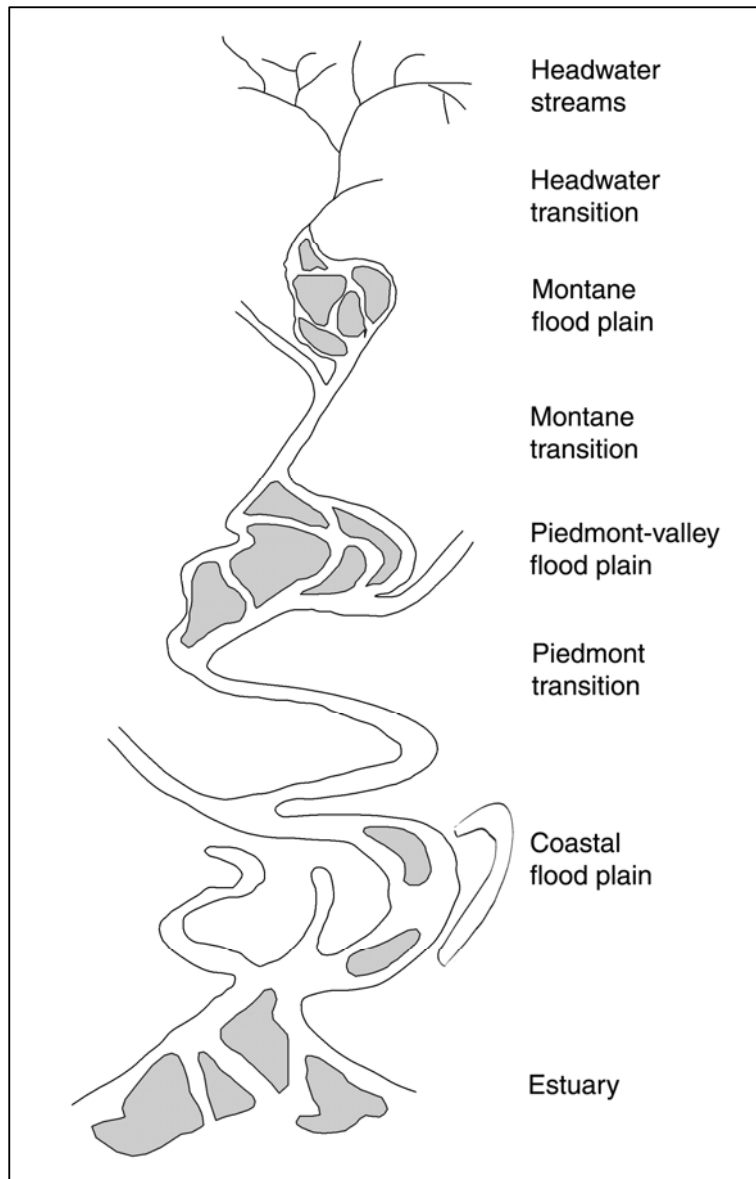 Headwater
streams
Headwater
transition
Montane
flood plain
Montane
transition
Piedmont-valley
flood plain
Piedmont
transition
Coastal
flood plain
Estuary